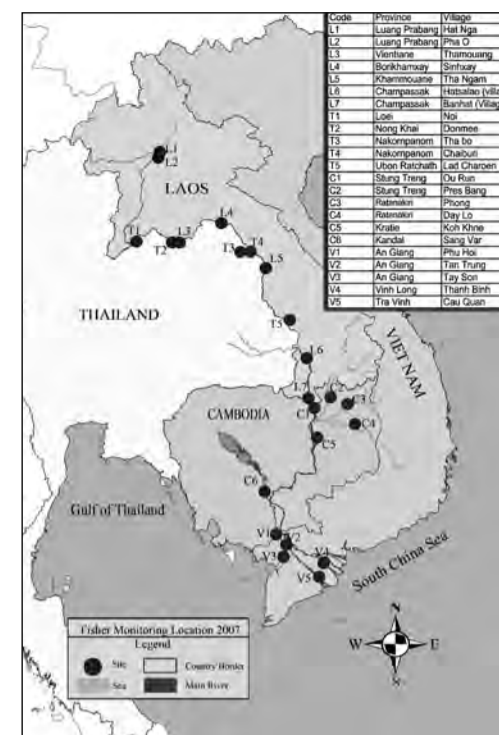 Code Province Village
L1 Luang Prabang Hat Nga
L2 Luang Prabang Pha O
L3 Vientiane Thamouang
L4 Borikhamxay Sinhxay
L5 Khammouane Tha Ngam
L6 Champassak Hatsalao (villa
L7 Champassak Banhat (Villag
T1 Loei Noi
T2 Nong Khai Donmee
T3 Nakornpanom Tha bo
T4 Nakornpanom Chaiburi
T5 Ubon Ratchath Lad Charoen
C1 Stung Treng Ou Run
C2 Stung Treng Pres Bang
C3 Ratanakiri Phong
C4 Ratanakiri Day Lo
C5 Kratie Koh Khne
C6 Kandal Sang Var
V1 An Giang Phu Hoi
V2 An Giang Tan Trung
V3 An Giang Tay Son
V4 Vinh Long Thanh Binh
V5 Tra Vinh Cau Quan
L1
L2
LAOS
L4
T1
T2
L3
T3
T4
L5
THAILAND
T5
VIET NAM
L6
L7
C2
C3
C1
CAMBODIA
C4
C5
C6
Gulf of Thailand
V1
V2
V3
V4
V5
South China Sea
Fisher Monitoring Location 2007
Legend
Site
Country Border
Sea
Main River
N
W
E
S